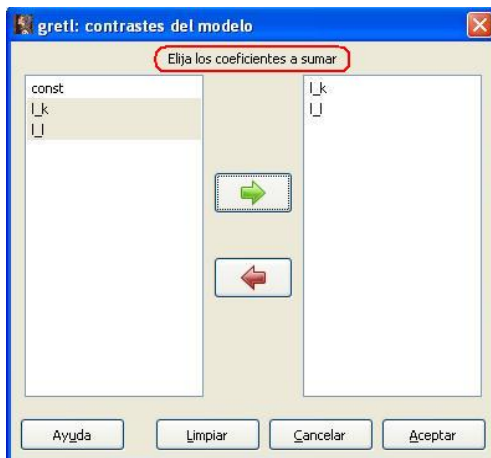 gretl: contrastes del modelo
Elija los coeficientes a sumar
const
l_k
l_l
l_k
l_l
Ayuda
Limpiar
Cancelar
Aceptar